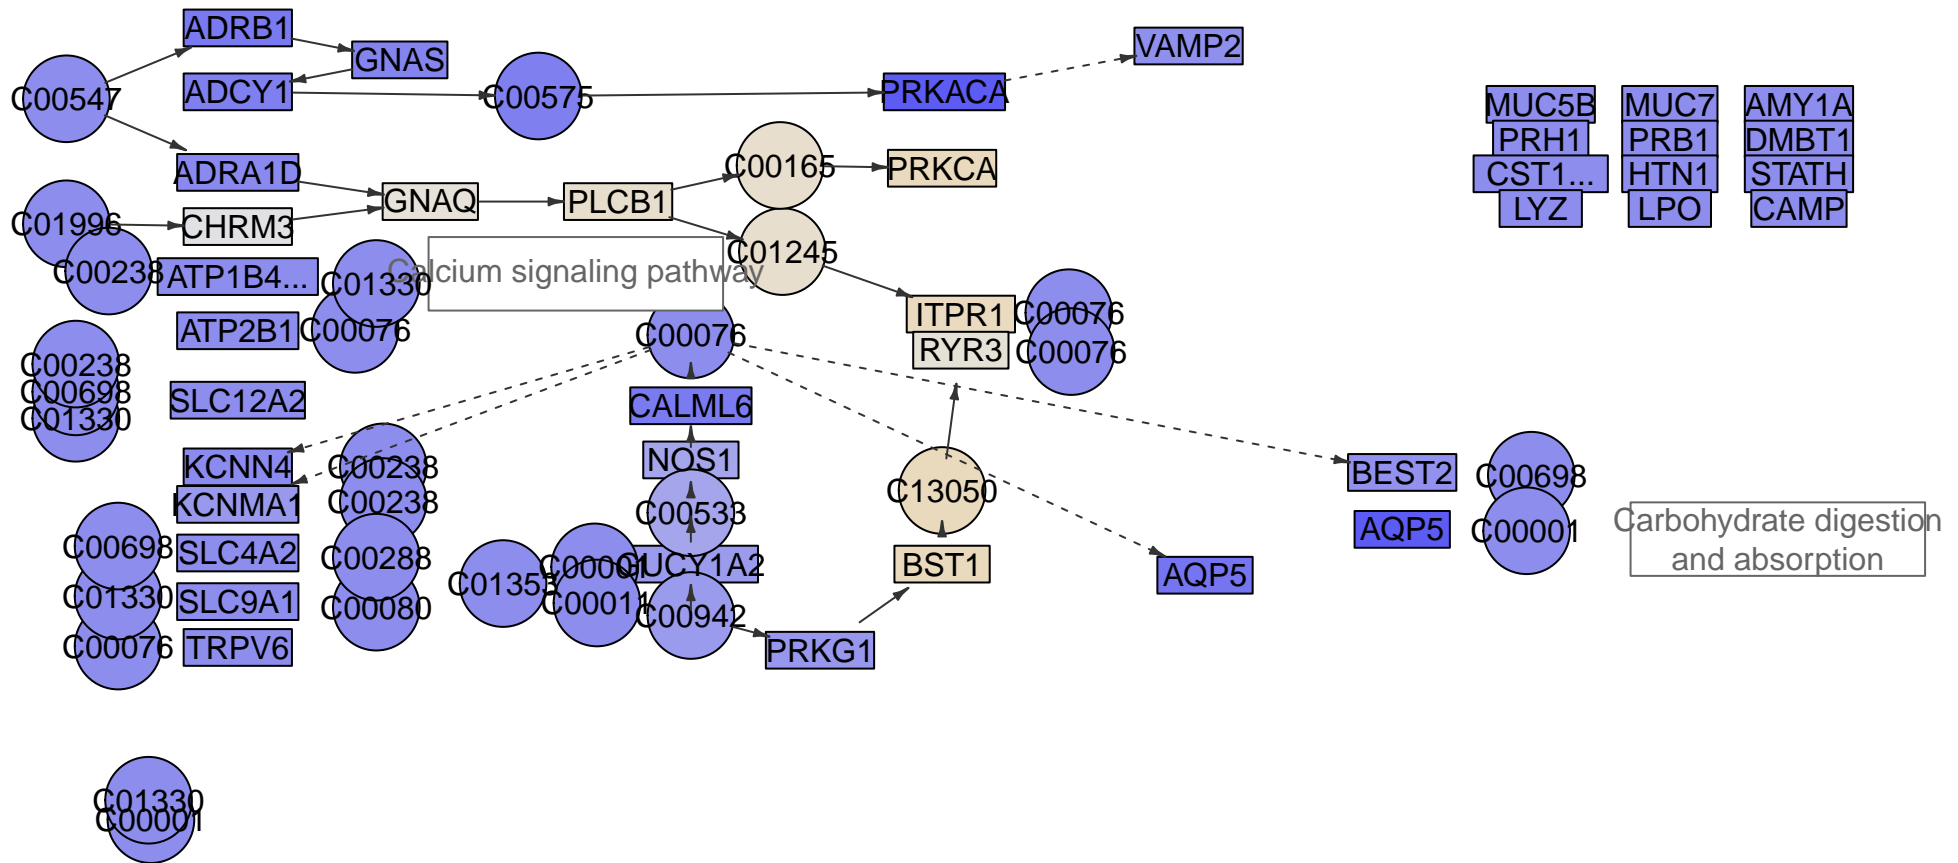 ADRB1
GNAS
VAMP2
C00547
ADCY1
C00575
PRKACA
MUC5B
MUC7
AMY1A
PRH1
PRB1
DMBT1
ADRA1D
C00165
PRKCA
CST1...
HTN1
STATH
GNAQ
PLCB1
LYZ
LPO
CAMP
C01996
CHRM3
C01245
C00238
ATP1B4...
C01330
Calcium signaling pathway
ITPR1
C00076
ATP2B1
C00076
C00076
RYR3
C00076
C00238
C00698
SLC12A2
CALML6
C01330
KCNN4
C00238
NOS1
BEST2
C00698
KCNMA1
C00238
C00533
C13050
AQP5
C00001
Carbohydrate digestion
and absorption
C00698
SLC4A2
C00288
C00001
GUCY1A2
BST1
AQP5
C01353
C01330
SLC9A1
C00080
C00011
C00942
C00076
TRPV6
PRKG1
C01330
C00001